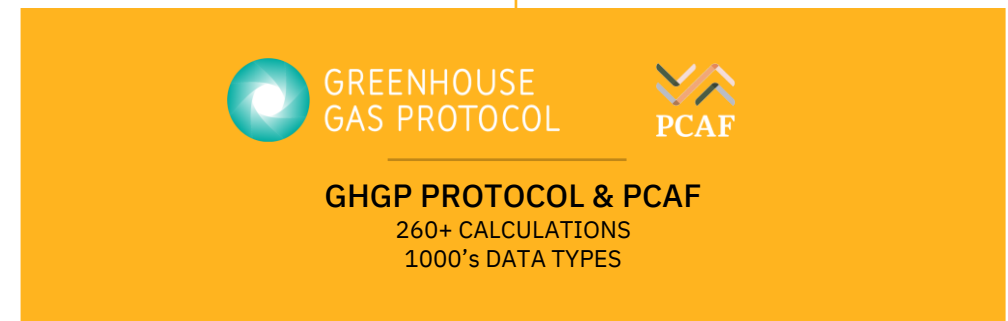 GREENHOUSE
GAS PROTOCOL
PCAF
GHGP PROTOCOL & PCAF
260+ CALCULATIONS
1000’s DATA TYPES